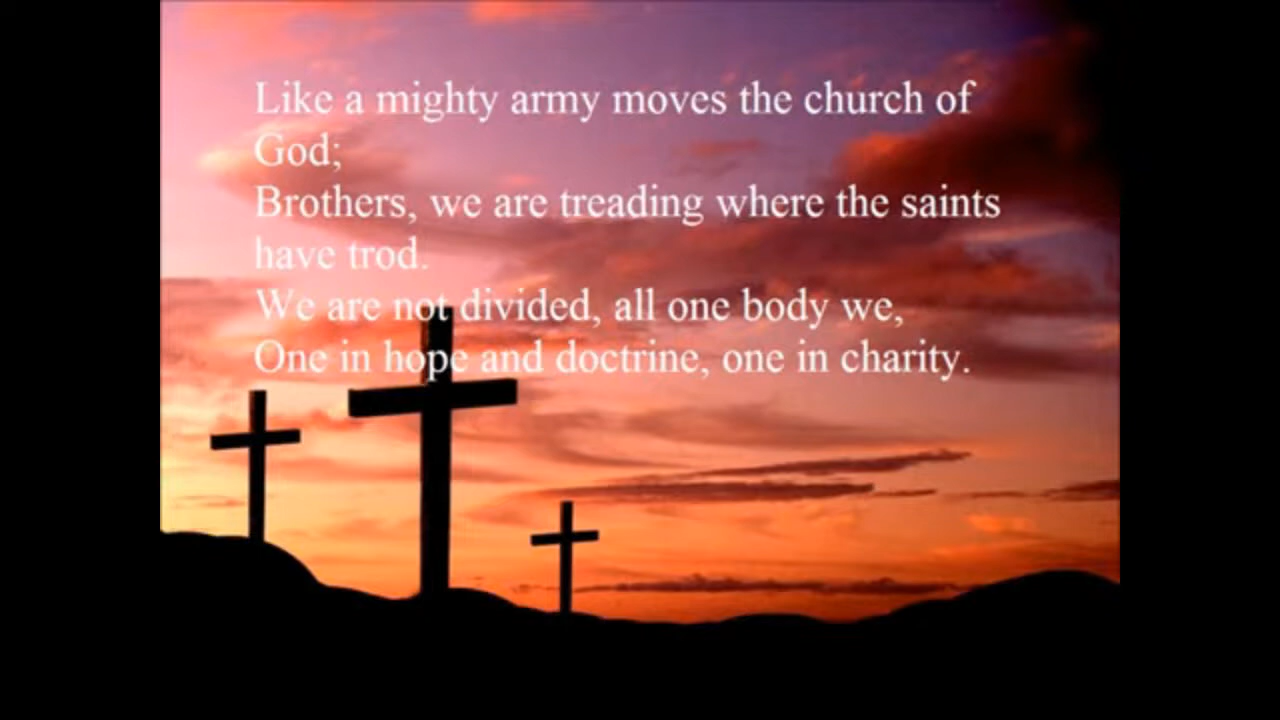 Like a mighty army moves the church of
God;
Brothers, we are treading where the saints
have trod.
We are not divided, all one body we,
One in hope and doctrine, one in charity.